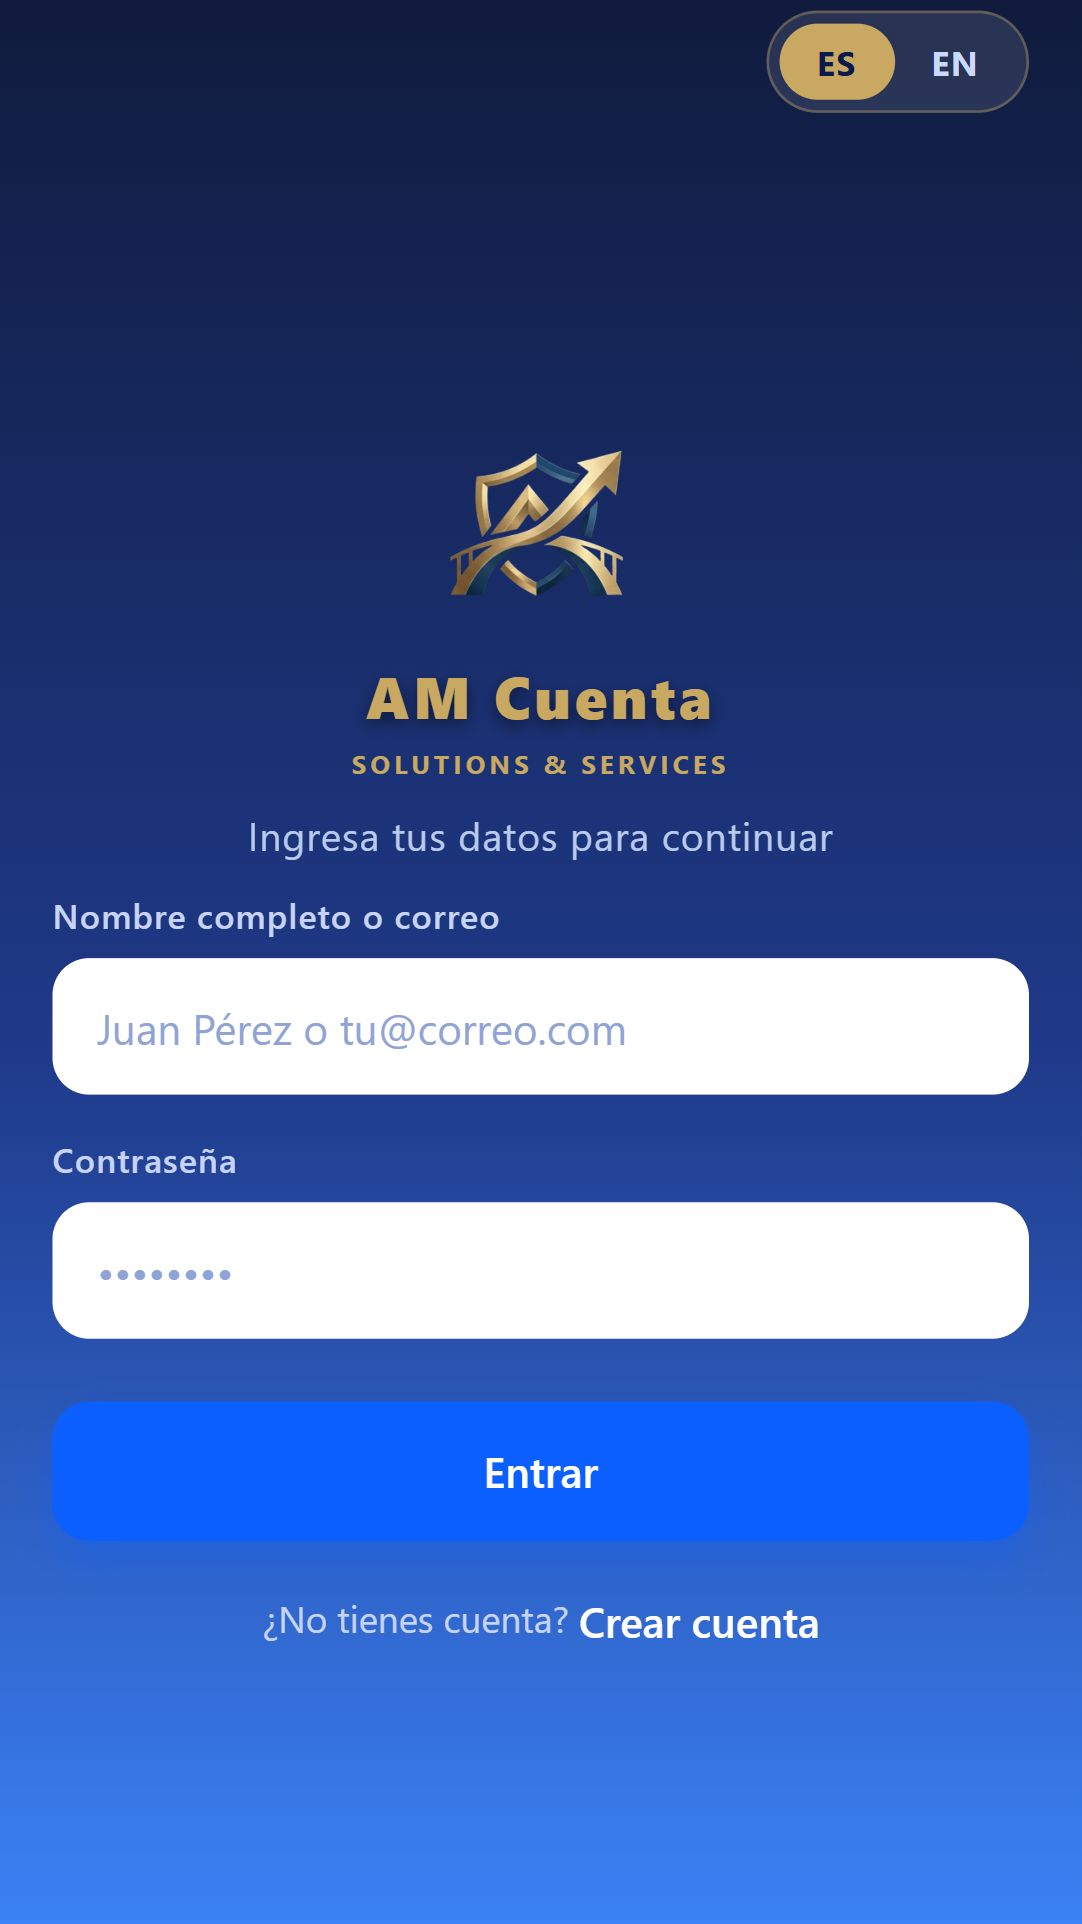 ES EN
AM Cuenta
SOLUTIONS & SERVICES
Ingresa tus datos para continuar
Nombre completo o correo
Juan Pérez o tu@correo.com
Contraseña
••••••••
Entrar
¿No tienes cuenta? Crear cuenta